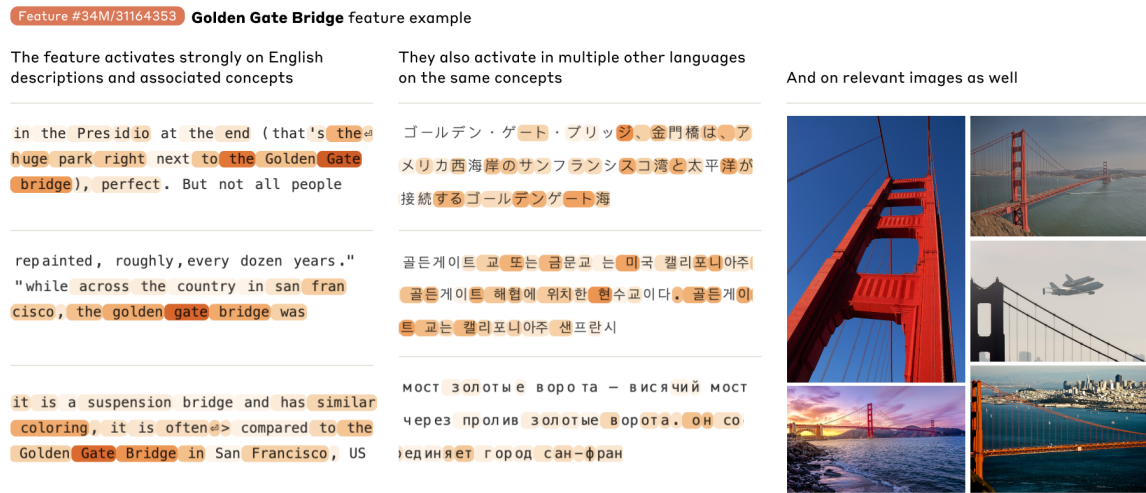 Feature #34M/31164353 Golden Gate Bridge feature example
The feature activates strongly on English
descriptions and associated concepts
in the Presidio at the end (that's the⏎
huge park right next to the Golden Gate
bridge), perfect. But not all people
repainted, roughly, every dozen years."
"while across the country in san fran
cisco, the golden gate bridge was
it is a suspension bridge and has similar
coloring, it is often⏎> compared to the
Golden Gate Bridge in San Francisco, US
They also activate in multiple other languages
on the same concepts
ゴールデン・ゲート・ブリッジ、金門橋は、ア
メリカ西海岸のサンフランシスコ湾と太平洋が
接続するゴールデンゲート海
골든게이트 교 또는 금문교 는 미국 캘리포니아주
골든게이트 해협에 위치한 현수교이다. 골든게이
트 교는 캘리포니아주 샌프란시
мост золотые ворота — висячий мост
через пролив золотые ворота. он со
единяет город сан-фран
And on relevant images as well